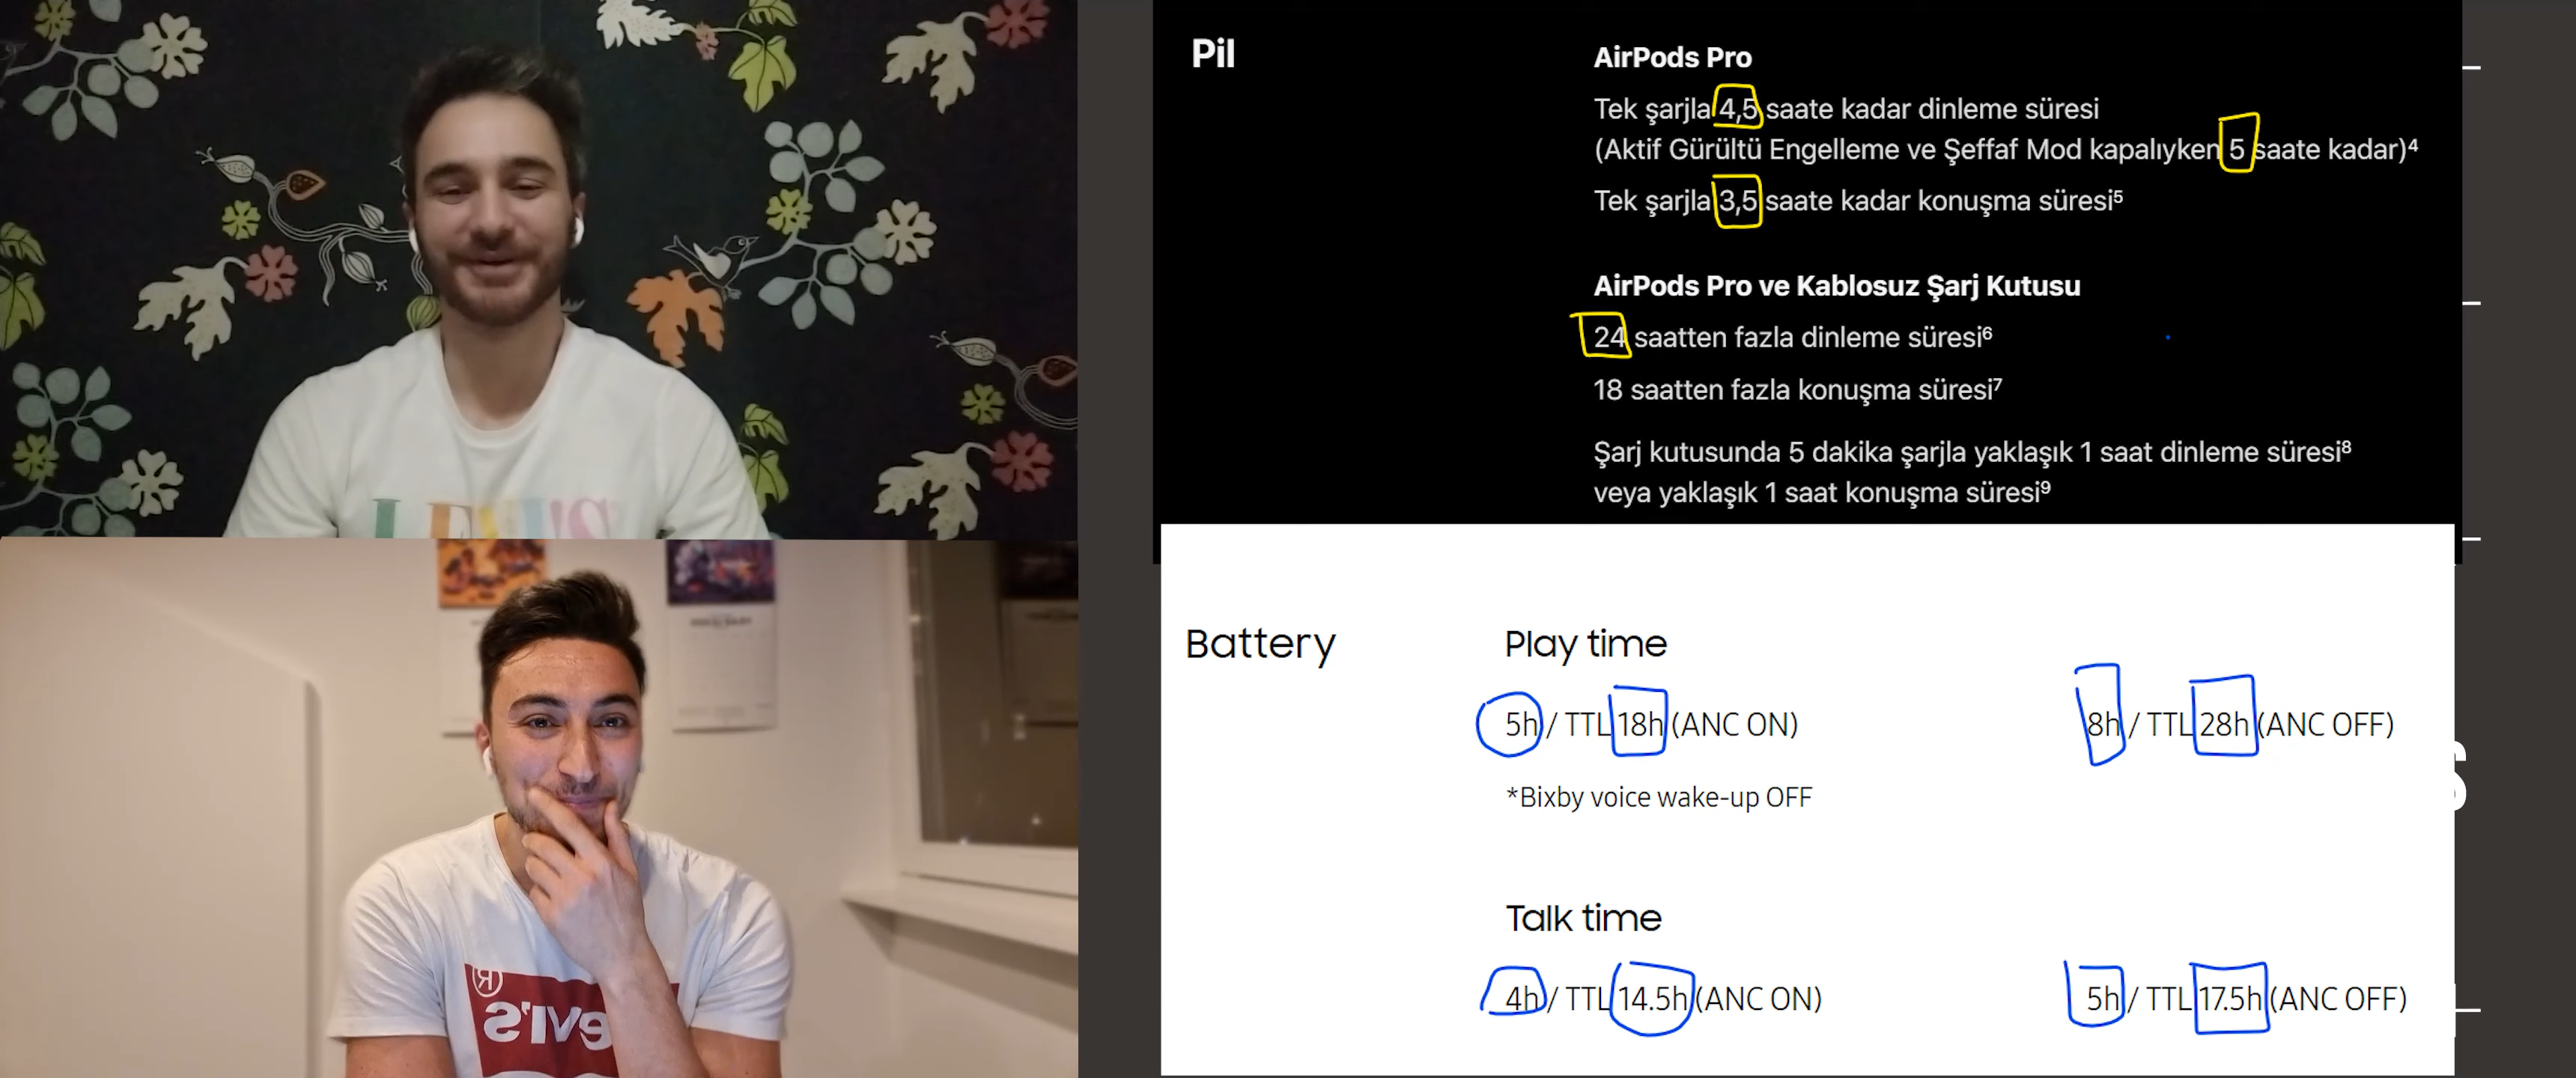 Pil
AirPods Pro
Tek şarjla 4,5 saate kadar dinleme süresi
(Aktif Gürültü Engelleme ve Şeffaf Mod kapalıyken 5 saate kadar)⁴
Tek şarjla 3,5 saate kadar konuşma süresi⁵
AirPods Pro ve Kablosuz Şarj Kutusu
24 saatten fazla dinleme süresi⁶
18 saatten fazla konuşma süresi⁷
Şarj kutusunda 5 dakika şarjla yaklaşık 1 saat dinleme süresi⁸
veya yaklaşık 1 saat konuşma süresi⁹
LEVI'S
Battery
Play time
5h / TTL 18h (ANC ON)
8h / TTL 28h (ANC OFF)
*Bixby voice wake-up OFF
Talk time
4h / TTL 14.5h (ANC ON)
5h / TTL 17.5h (ANC OFF)
Levi's
®